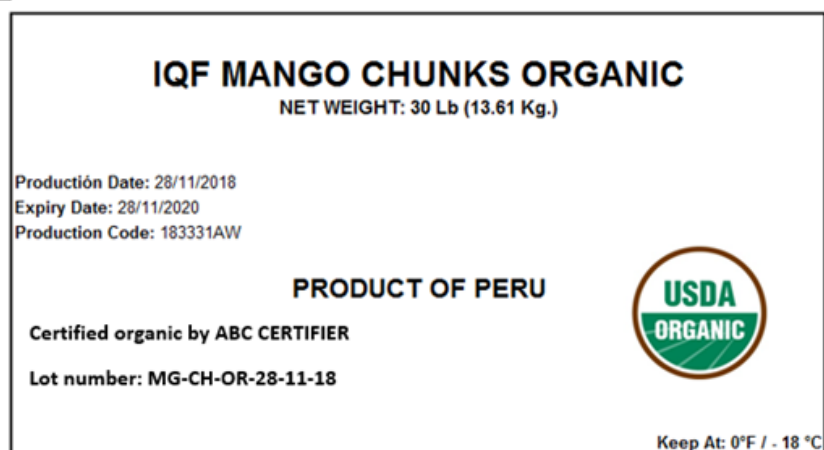 IQF MANGO CHUNKS ORGANIC
NET WEIGHT: 30 Lb (13.61 Kg.)
Productión Date: 28/11/2018
Expiry Date: 28/11/2020
Production Code: 183331AW
PRODUCT OF PERU
USDA
ORGANIC
Certified organic by ABC CERTIFIER
Lot number: MG-CH-OR-28-11-18
Keep At: 0°F / - 18 °C